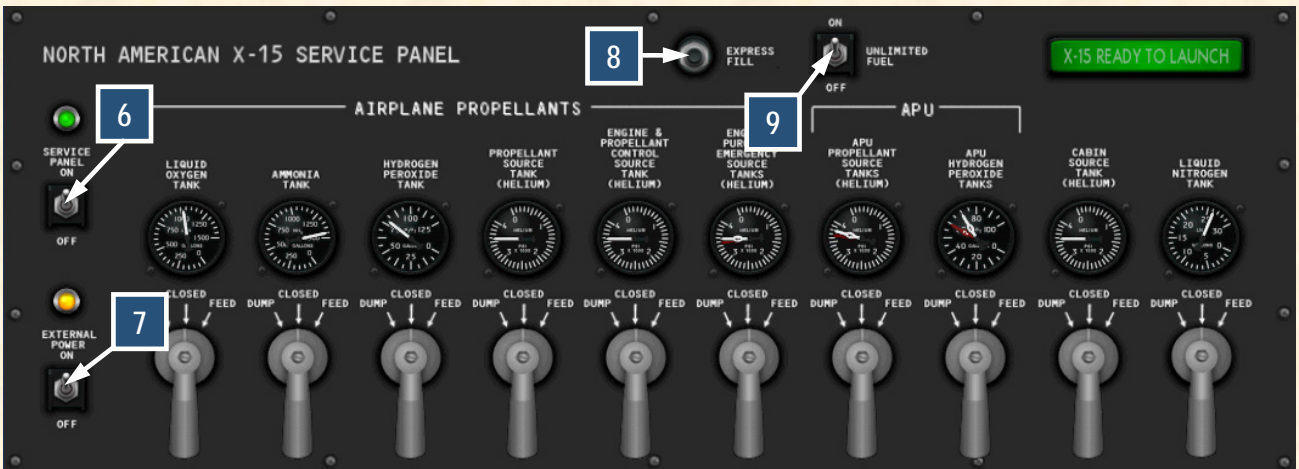 NORTH AMERICAN X-15 SERVICE PANEL
8
EXPRESS
FILL
ON
UNLIMITED
FUEL
OFF
9
X-15 READY TO LAUNCH
6
SERVICE
PANEL
ON
OFF
7
EXTERNAL
POWER
ON
OFF
AIRPLANE PROPELLANTS
APU
LIQUID
OXYGEN
TANK
AMMONIA
TANK
HYDROGEN
PEROXIDE
TANK
PROPELLANT
SOURCE
TANK
(HELIUM)
ENGINE &
PROPELLANT
CONTROL
SOURCE
TANK
(HELIUM)
EMERGENCY
SOURCE
TANKS
(HELIUM)
APU
PROPELLANT
SOURCE
TANKS
(HELIUM)
APU
HYDROGEN
PEROXIDE
TANKS
CABIN
SOURCE
TANK
(HELIUM)
LIQUID
NITROGEN
TANK
CLOSED
FEED
DUMP CLOSED FEED
DUMP CLOSED FEED
DUMP CLOSED FEED
DUMP CLOSED FEED
DUMP CLOSED FEED
DUMP CLOSED FEED
DUMP CLOSED FEED
DUMP CLOSED FEED
DUMP CLOSED FEED